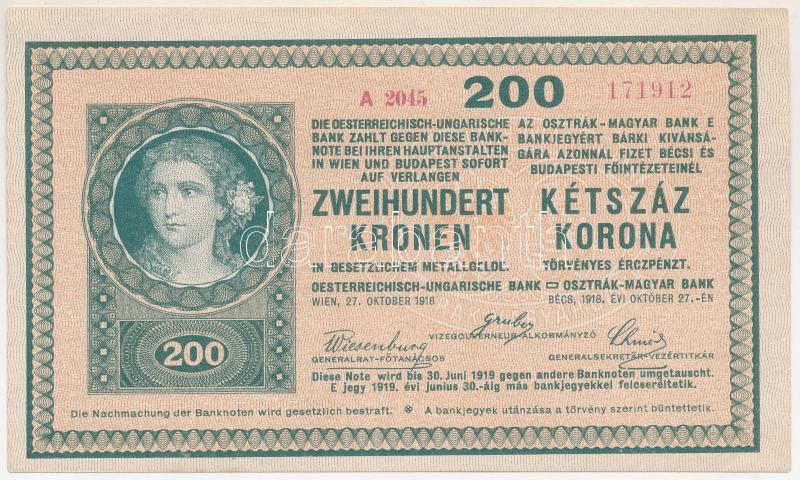 A 2045 200 171912
DIE OESTERREICHISCH-UNGARISCHE
BANK ZAHLT GEGEN DIESE BANK-
NOTE BEI IHREN HAUPTANSTALTEN
IN WIEN UND BUDAPEST SOFORT
AUF VERLANGEN
ZWEIHUNDERT
KRONEN
IN GESETZLICHEM METALLGELDE.
AZ OSZTRÁK-MAGYAR BANK E
BANKJEGYÉRT BÁRKI KIVÁNSÁ-
GÁRA AZONNAL FIZET BÉCSI ÉS
BUDAPESTI FŐINTÉZETEINÉL
KÉTSZÁZ
KORONA
TÖRVÉNYES ÉRCZPÉNZT.
OESTERREICHISCH-UNGARISCHE BANK OSZTRÁK-MAGYAR BANK
WIEN, 27. OKTOBER 1918 BÉCS, 1918. ÉVI OKTÓBER 27.-ÉN
Gruber
VIZEGOUVERNEUR-ALKORMÁNYZÓ
Wiesenburg
GENERALRAT-FŐTANÁCSOS
GENERALSEKRETÄR-VEZÉRTITKÁR
200
Diese Note wird bis 30. Juni 1919 gegen andere Banknoten umgetauscht.
E jegy 1919. évi junius 30.-áig más bankjegyekkel felcseréltetik.
Die Nachmachung der Banknoten wird gesetzlich bestraft. A bankjegyek utánzása a törvény szerint büntettetik.